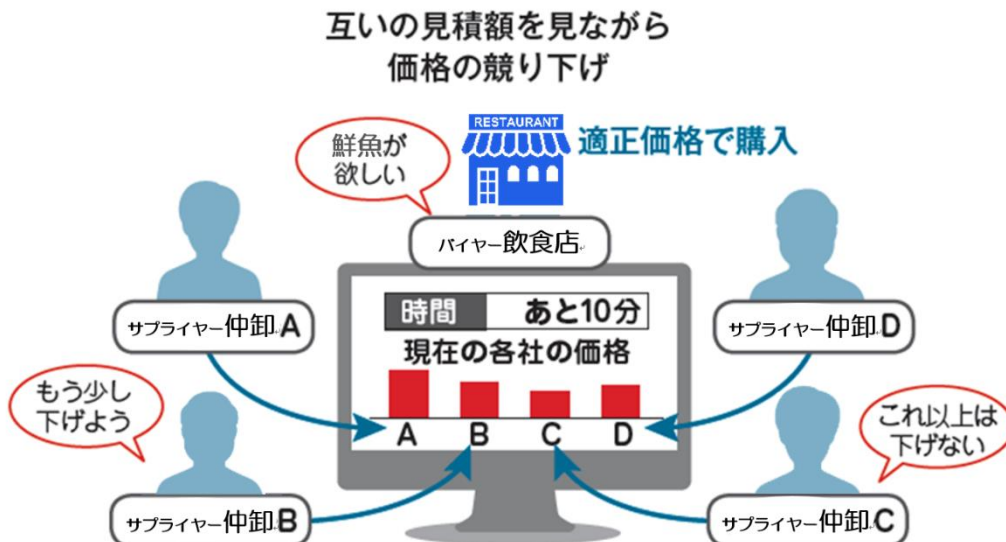 互いの見積額を見ながら
価格の競り下げ
RESTAURANT
適正価格で購入
鮮魚が
欲しい
バイヤー飲食店
サプライヤー仲卸A
サプライヤー仲卸D
時間 あと10分
現在の各社の価格
A B C D
もう少し
下げよう
これ以上は
下げない
サプライヤー仲卸B
サプライヤー仲卸C